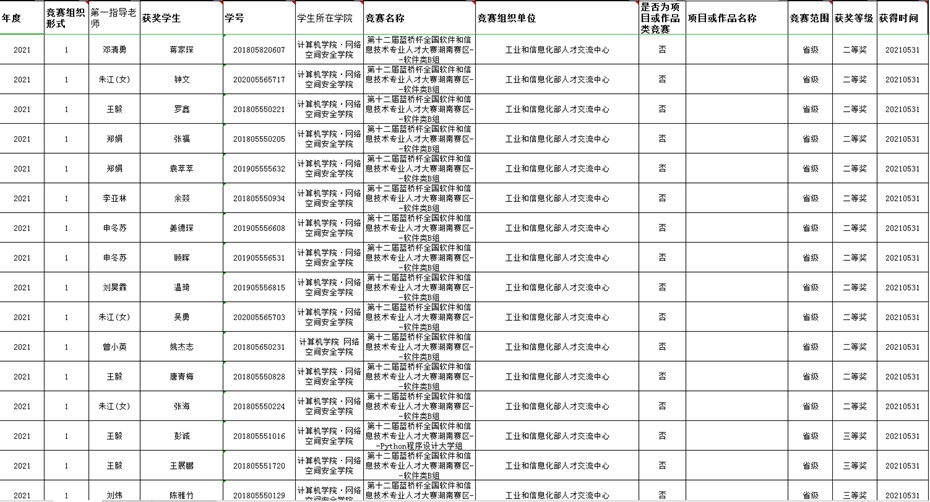 年度 竞赛组织形式 第一指导老师 获奖学生 学号 学生所在学院 竞赛名称 竞赛组织单位 是否为项目或作品类竞赛 项目或作品名称 竞赛范围 获奖等级 获得时间
2021 1 邓清勇 蒋家琛 201805820607 计算机学院·网络空间安全学院 第十二届蓝桥杯全国软件和信息技术专业人才大赛湖南赛区--软件类B组 工业和信息化部人才交流中心 否 省级 二等奖 20210531
2021 1 朱江(女) 钟文 202005565717 计算机学院·网络空间安全学院 第十二届蓝桥杯全国软件和信息技术专业人才大赛湖南赛区--软件类B组 工业和信息化部人才交流中心 否 省级 二等奖 20210531
2021 1 王毅 罗鑫 201805550221 计算机学院·网络空间安全学院 第十二届蓝桥杯全国软件和信息技术专业人才大赛湖南赛区--软件类B组 工业和信息化部人才交流中心 否 省级 二等奖 20210531
2021 1 郑娟 张福 201805550205 计算机学院·网络空间安全学院 第十二届蓝桥杯全国软件和信息技术专业人才大赛湖南赛区--软件类B组 工业和信息化部人才交流中心 否 省级 二等奖 20210531
2021 1 郑娟 袁苹苹 201905555632 计算机学院·网络空间安全学院 第十二届蓝桥杯全国软件和信息技术专业人才大赛湖南赛区--软件类B组 工业和信息化部人才交流中心 否 省级 二等奖 20210531
2021 1 李亚林 余燚 201805550934 计算机学院·网络空间安全学院 第十二届蓝桥杯全国软件和信息技术专业人才大赛湖南赛区--软件类B组 工业和信息化部人才交流中心 否 省级 二等奖 20210531
2021 1 申冬苏 姜德琛 201905556608 计算机学院·网络空间安全学院 第十二届蓝桥杯全国软件和信息技术专业人才大赛湖南赛区--软件类B组 工业和信息化部人才交流中心 否 省级 二等奖 20210531
2021 1 申冬苏 顾晖 201905556531 计算机学院·网络空间安全学院 第十二届蓝桥杯全国软件和信息技术专业人才大赛湖南赛区--软件类B组 工业和信息化部人才交流中心 否 省级 二等奖 20210531
2021 1 刘昊霖 温琦 201905556815 计算机学院·网络空间安全学院 第十二届蓝桥杯全国软件和信息技术专业人才大赛湖南赛区--软件类B组 工业和信息化部人才交流中心 否 省级 二等奖 20210531
2021 1 朱江(女) 吴勇 202005565703 计算机学院·网络空间安全学院 第十二届蓝桥杯全国软件和信息技术专业人才大赛湖南赛区--软件类B组 工业和信息化部人才交流中心 否 省级 二等奖 20210531
2021 1 曾小英 姚杰志 201805650231 计算机学院 网络空间安全学院 第十二届蓝桥杯全国软件和信息技术专业人才大赛湖南赛区--软件类B组 工业和信息化部人才交流中心 否 省级 二等奖 20210531
2021 1 王毅 唐青梅 201805550828 计算机学院·网络空间安全学院 第十二届蓝桥杯全国软件和信息技术专业人才大赛湖南赛区--软件类B组 工业和信息化部人才交流中心 否 省级 二等奖 20210531
2021 1 朱江(女) 张海 201805550224 计算机学院·网络空间安全学院 第十二届蓝桥杯全国软件和信息技术专业人才大赛湖南赛区--软件类B组 工业和信息化部人才交流中心 否 省级 二等奖 20210531
2021 1 王毅 彭诚 201805551016 计算机学院·网络空间安全学院 第十二届蓝桥杯全国软件和信息技术专业人才大赛湖南赛区--Python程序设计大学组 工业和信息化部人才交流中心 否 省级 三等奖 20210531
2021 1 王毅 201805551720 计算机学院·网络空间安全学院 第十二届蓝桥杯全国软件和信息技术专业人才大赛湖南赛区--软件类B组 工业和信息化部人才交流中心 否 省级 三等奖 20210531
2021 1 刘炜 陈雅竹 201805550129 计算机学院·网络空间安全学院 第十二届蓝桥杯全国软件和信息技术专业人才大赛湖南赛区--软件类B组 工业和信息化部人才交流中心 否 省级 三等奖 20210531